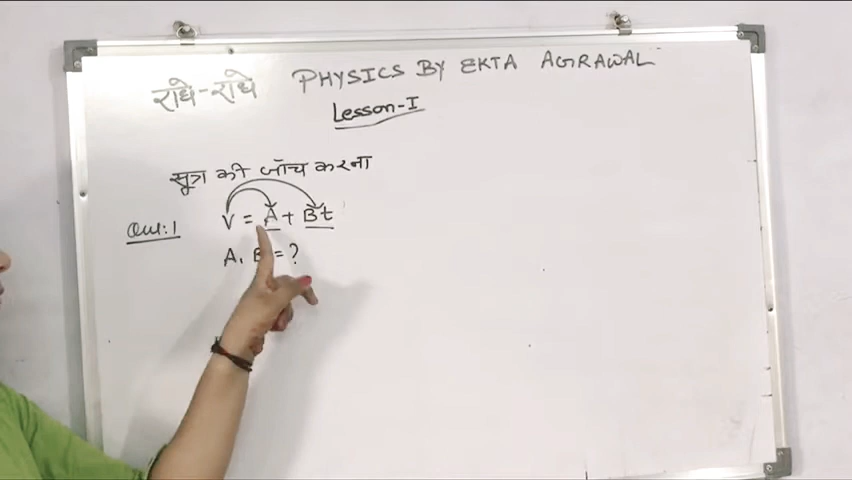 राधे-राधे PHYSICS BY EKTA AGRAWAL
Lesson-I
सूत्र की जाँच करना
Que:1 V = A + Bt
A, B = ?